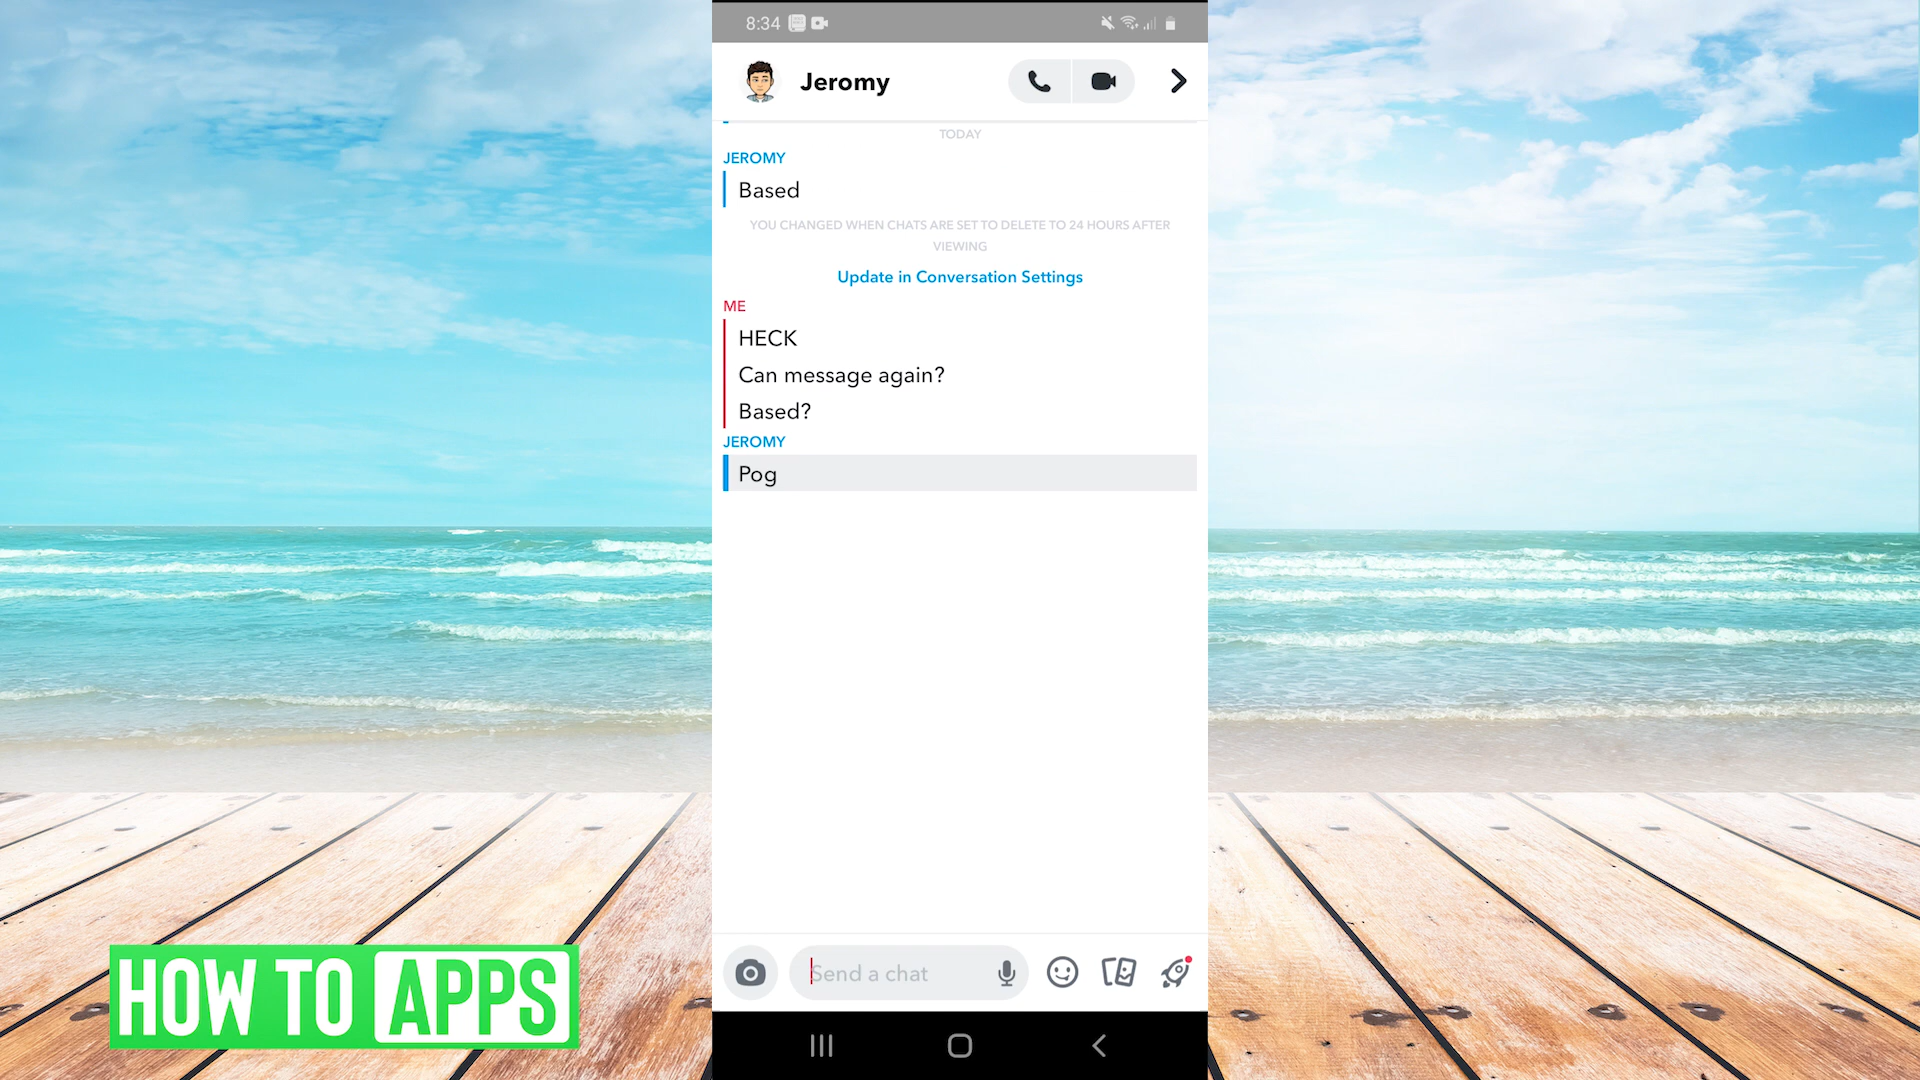 8:34
Jeromy
TODAY
JEROMY
Based
YOU CHANGED WHEN CHATS ARE SET TO DELETE TO 24 HOURS AFTER
VIEWING
Update in Conversation Settings
ME
HECK
Can message again?
Based?
JEROMY
Pog
Send a chat
HOW TO APPS